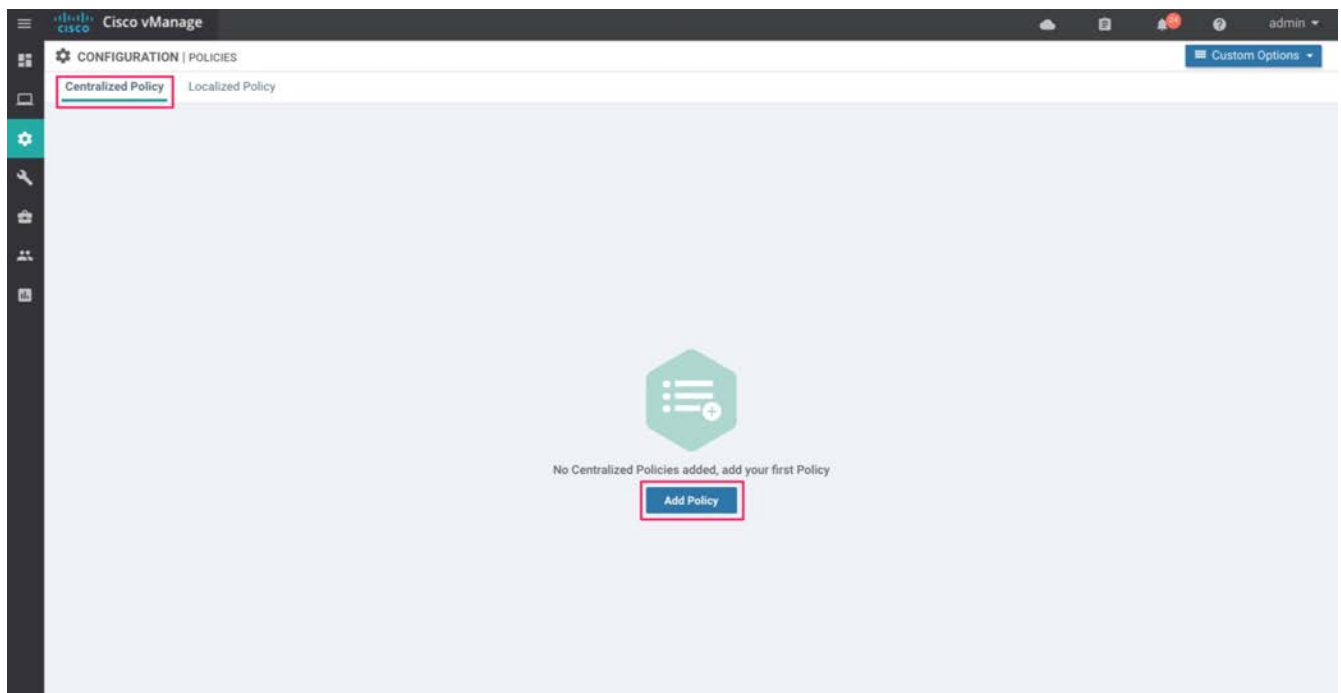 cisco Cisco vManage admin
CONFIGURATION | POLICIES Custom Options
Centralized Policy Localized Policy
No Centralized Policies added, add your first Policy
Add Policy